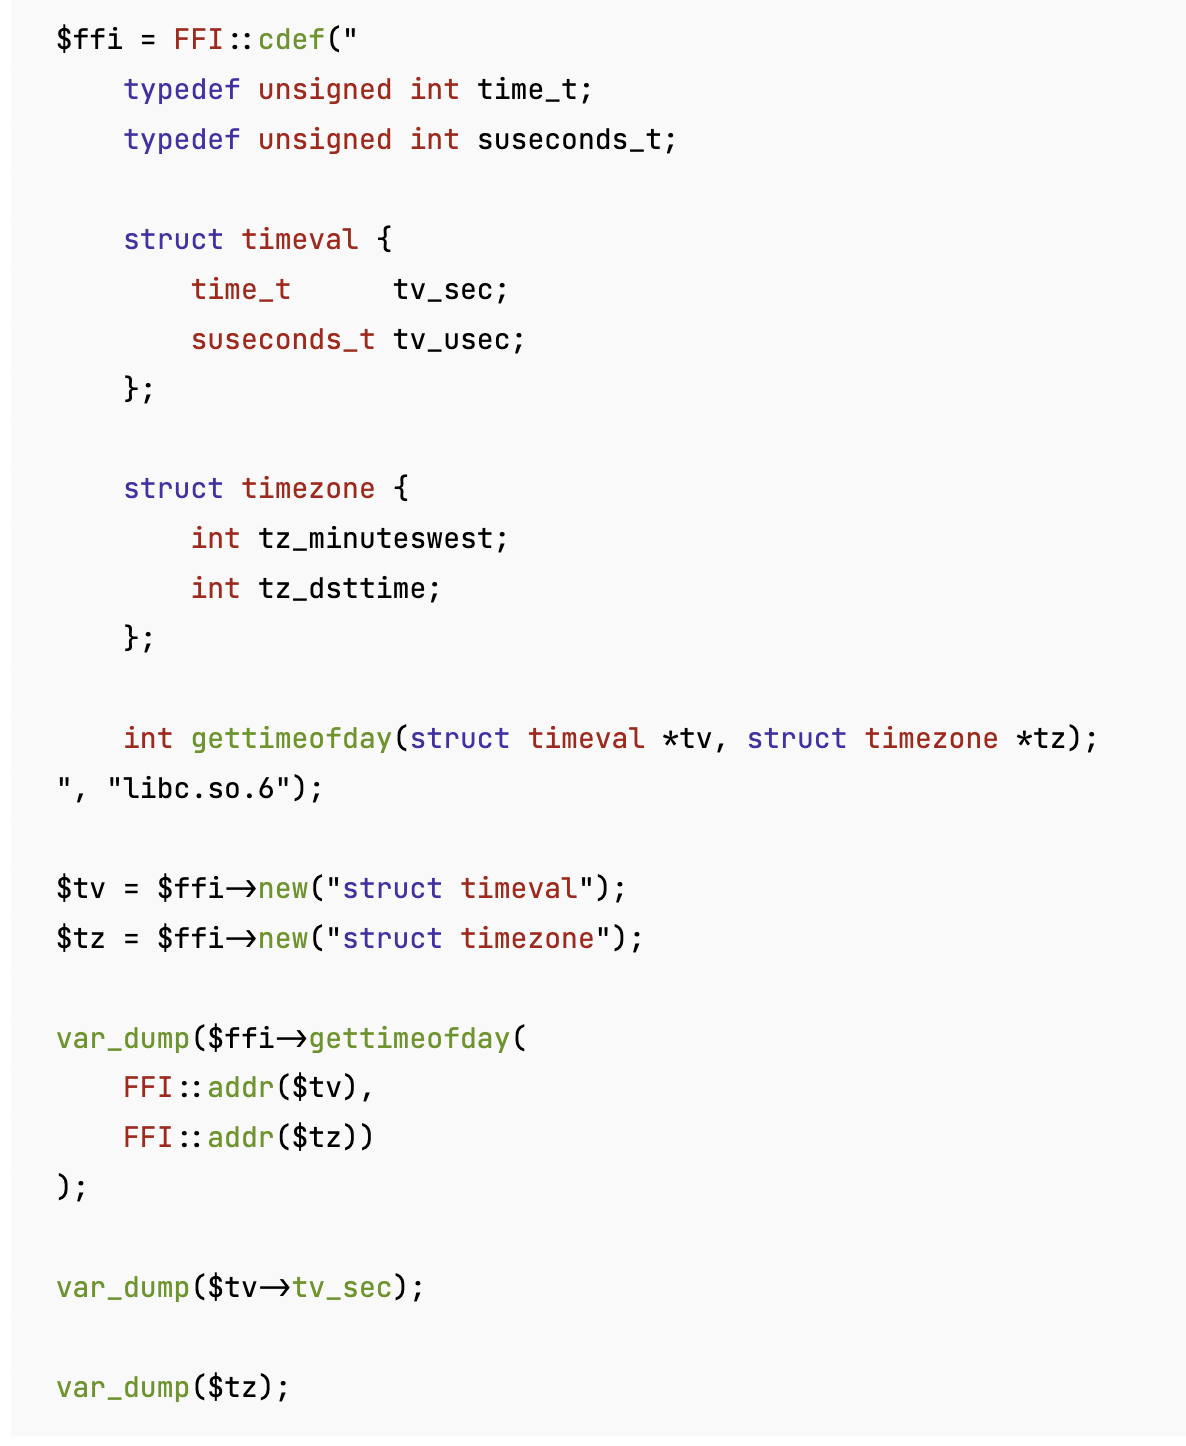 $ffi = FFI::cdef("
    typedef unsigned int time_t;
    typedef unsigned int suseconds_t;

    struct timeval {
        time_t      tv_sec;
        suseconds_t tv_usec;
    };

    struct timezone {
        int tz_minuteswest;
        int tz_dsttime;
    };

    int gettimeofday(struct timeval *tv, struct timezone *tz);
", "libc.so.6");

$tv = $ffi->new("struct timeval");
$tz = $ffi->new("struct timezone");

var_dump($ffi->gettimeofday(
    FFI::addr($tv),
    FFI::addr($tz))
);

var_dump($tv->tv_sec);

var_dump($tz);